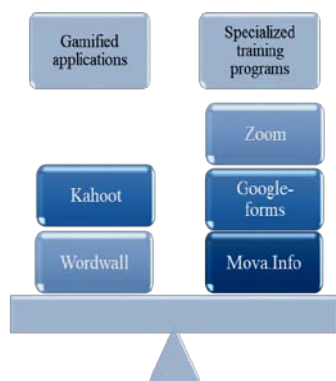 Gamified
applications
Specialized
training
programs
Zoom
Kahoot
Google-
forms
Wordwall
Mova.Info